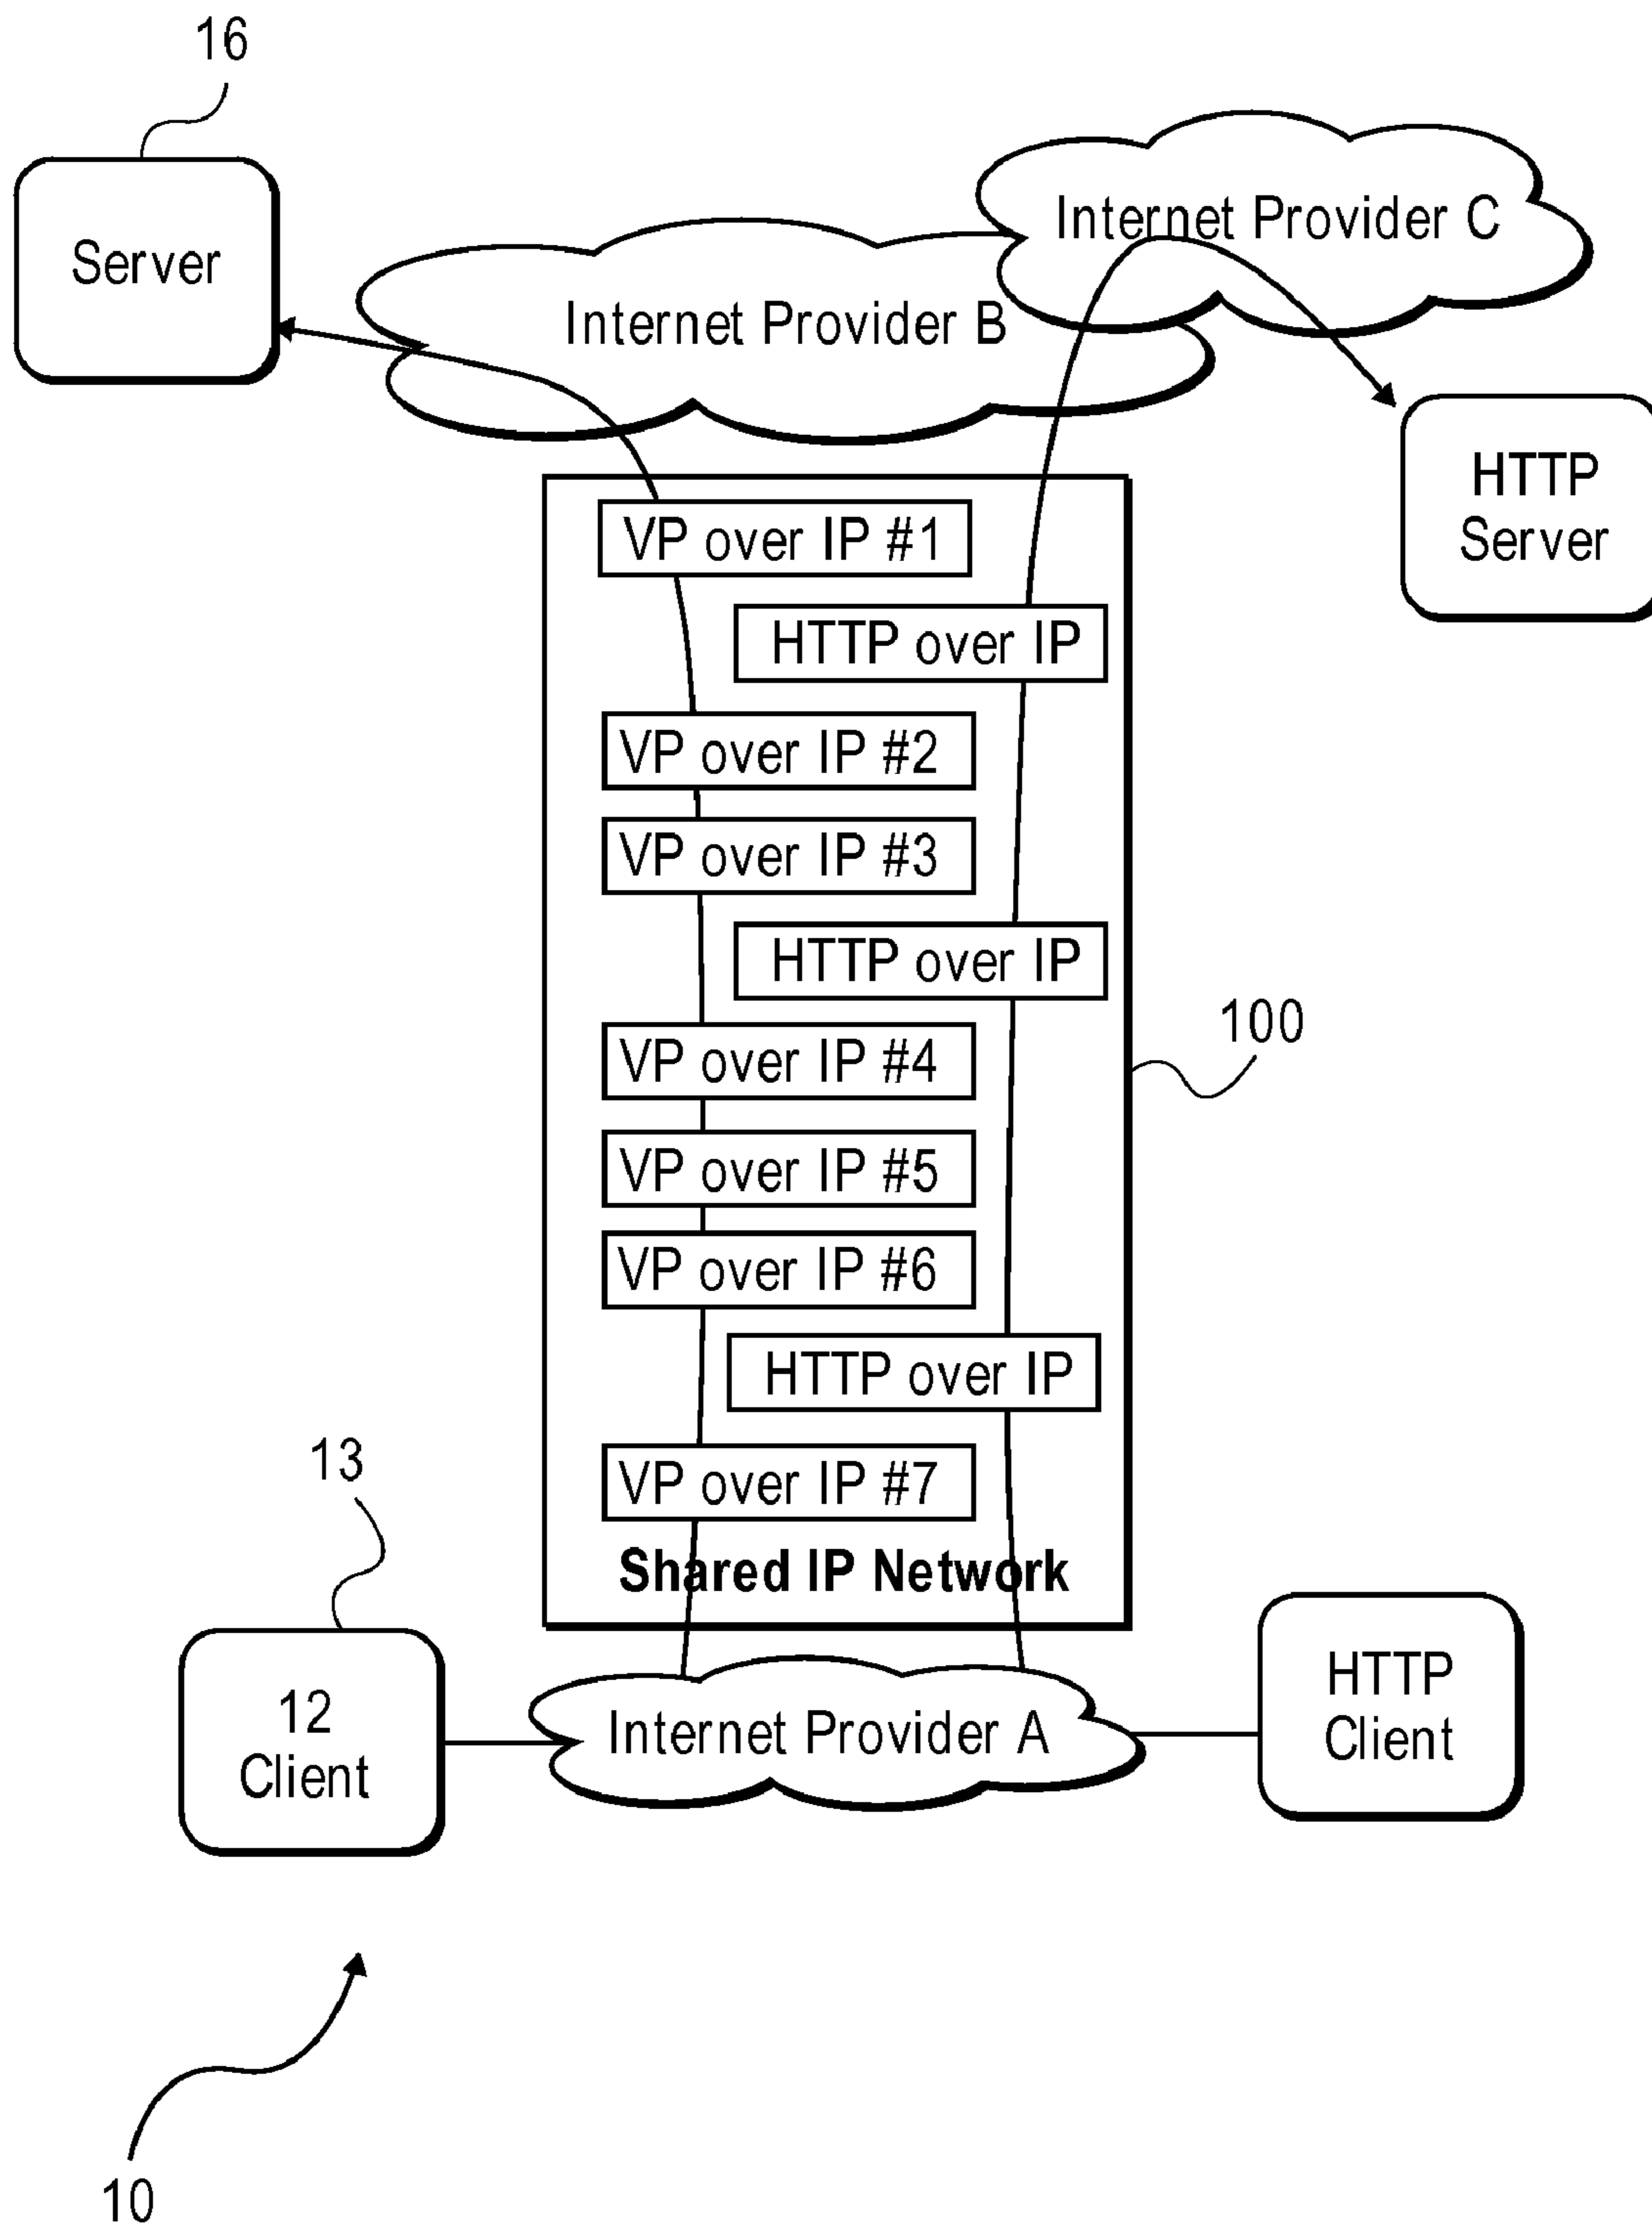 16
Server
Internet Provider C
Internet Provider B
HTTP
Server
VP over IP #1
HTTP over IP
VP over IP #2
VP over IP #3
HTTP over IP
100
VP over IP #4
VP over IP #5
VP over IP #6
HTTP over IP
13
VP over IP #7
Shared IP Network
12
Client
Internet Provider A
HTTP
Client
10